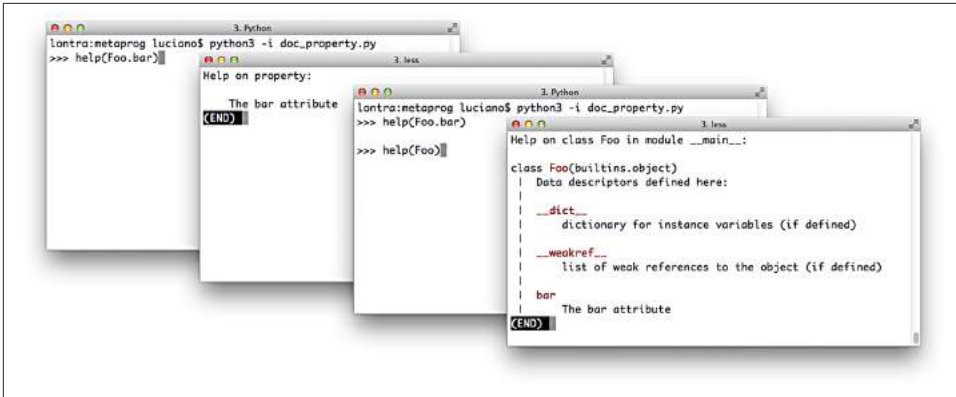 3. Python
lontra:metaprog luciano$ python3 -i doc_property.py
>>> help(Foo.bar)
3. less
Help on property:
The bar attribute
(END)
3. Python
lontra:metaprog luciano$ python3 -i doc_property.py
>>> help(Foo.bar)
>>> help(Foo)
3. less
Help on class Foo in module __main__:
class Foo(builtins.object)
|  Data descriptors defined here:
|
|  __dict__
|      dictionary for instance variables (if defined)
|
|  __weakref__
|      list of weak references to the object (if defined)
|
|  bar
|      The bar attribute
(END)